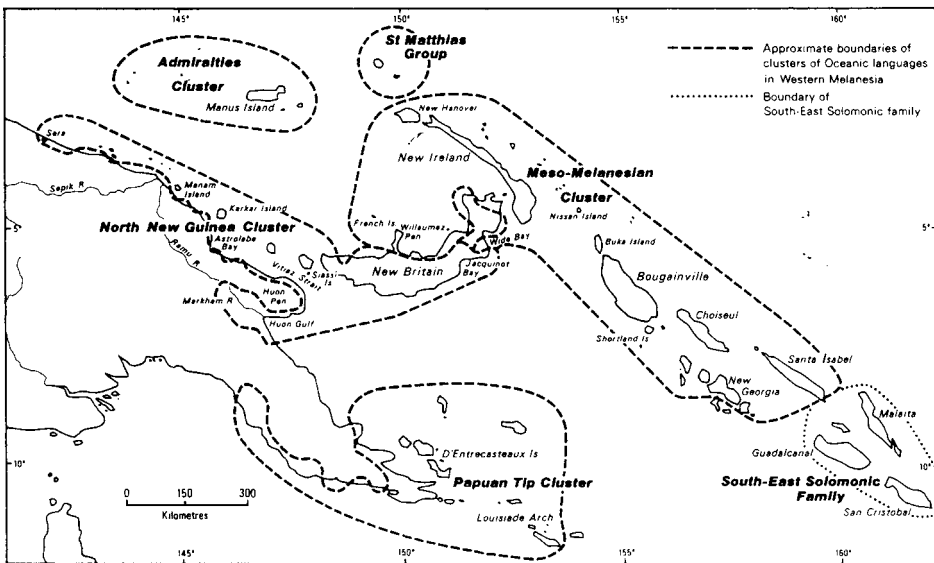 145°
150°
155°
160°
St Matthias
Group
Admiralties
Cluster
Manus Island
Approximate boundaries of
clusters of Oceanic languages
in Western Melanesia
Boundary of
South-East Solomonic family
New Hanover
Sera
New Ireland
Meso-Melanesian
Cluster
Sepik R
Manam
Island
Karkar Island
Nissan Island
5°
North New Guinea Cluster
French Is
Willaumez
Pen
Wide Bay
5°
Buka Island
Astrolabe
Bay
Ramu R
Vitiaz Strait
Siassi
Is
New Britain
Jacquinot
Bay
Bougainville
Huon
Pen
Markham R
Huon Gulf
Choiseul
Shortland Is
Santa Isabel
New
Georgia
Malaita
Guadalcanal
10°
D'Entrecasteaux Is
10°
0 150 300
Kilometres
Papuan Tip Cluster
South-East Solomonic
Family
San Cristobal
Louisiade Arch
145°
150°
155°
160°